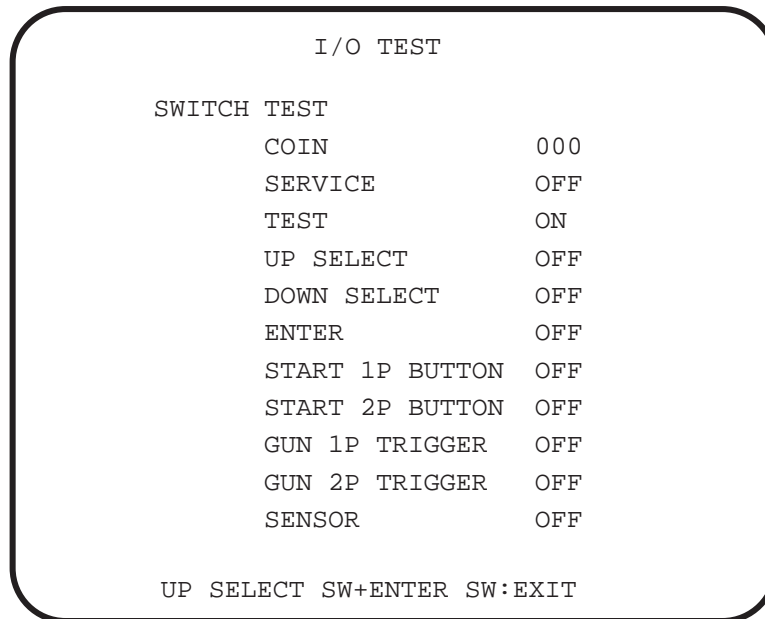 I/O TEST
SWITCH TEST
COIN 000
SERVICE OFF
TEST ON
UP SELECT OFF
DOWN SELECT OFF
ENTER OFF
START 1P BUTTON OFF
START 2P BUTTON OFF
GUN 1P TRIGGER OFF
GUN 2P TRIGGER OFF
SENSOR OFF
UP SELECT SW+ENTER SW:EXIT